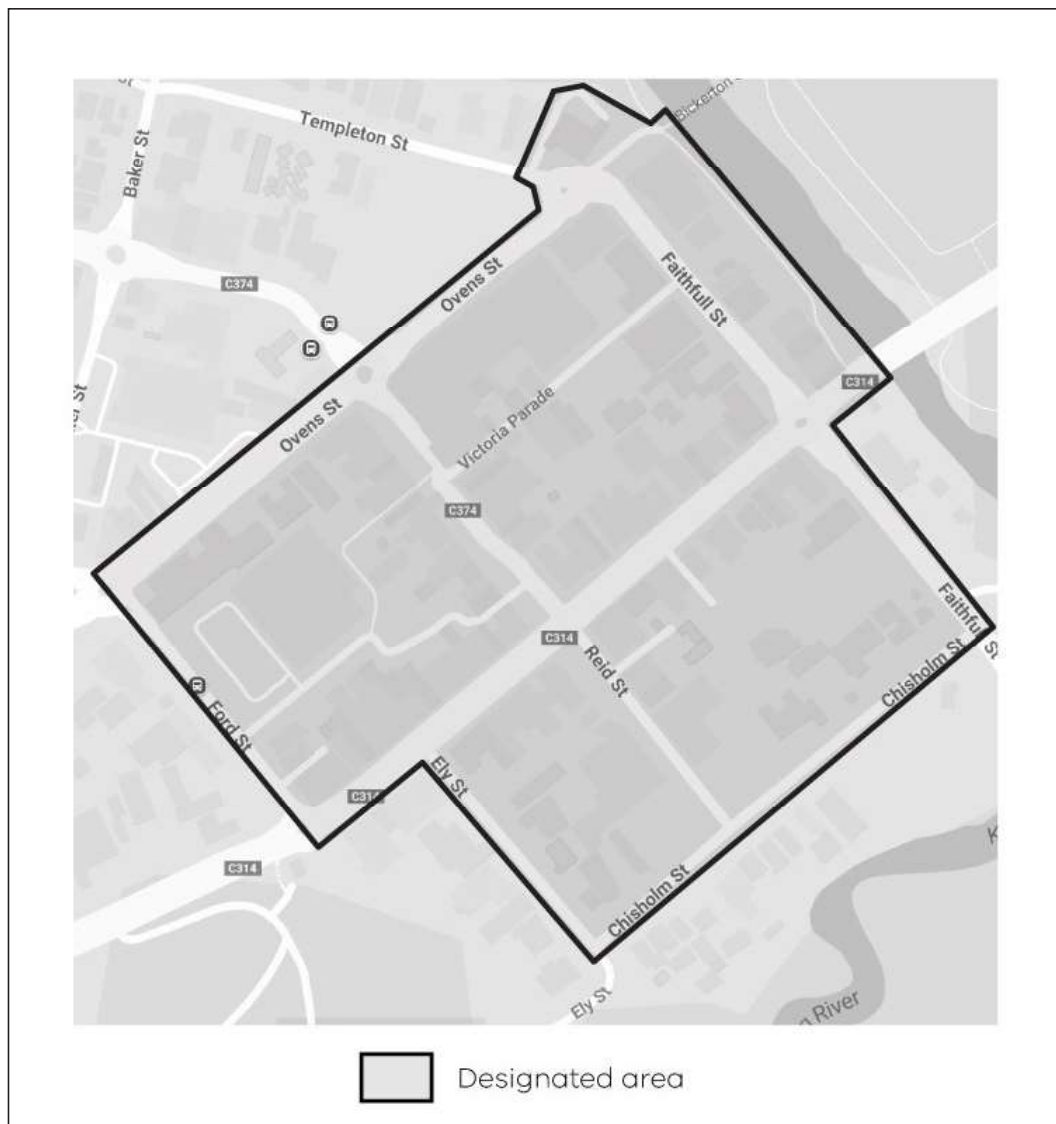 Templeton St
Baker St
C374
Ovens St
Faithfull St
Ovens St
C314
Victoria Parade
C374
C314
Reid St
Faithfull St
Chisholm St
Ford St
Ely St
C314
C314
Chisholm St
Ely St
River
Designated area